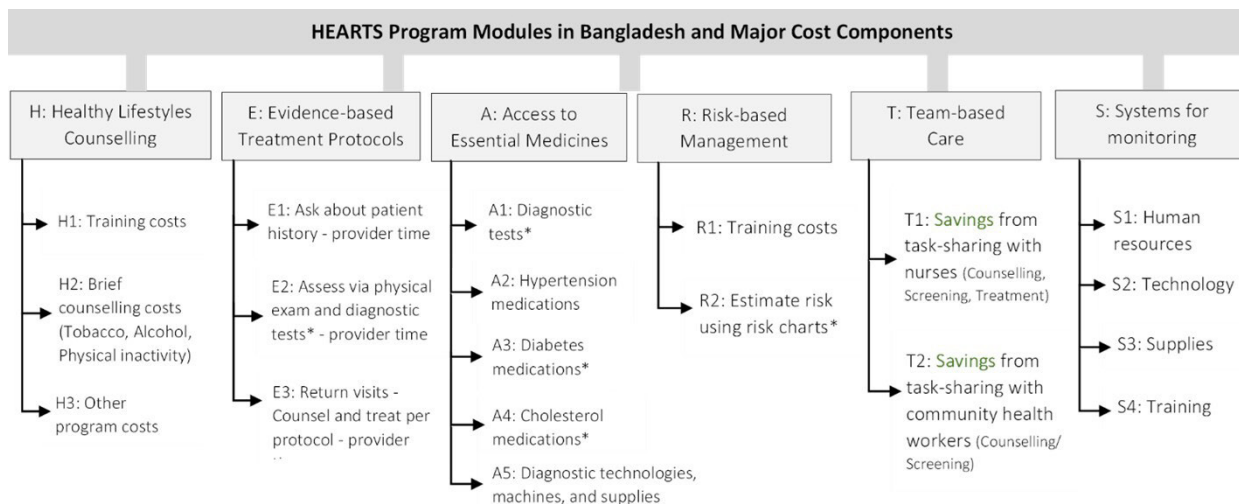 HEARTS Program Modules in Bangladesh and Major Cost Components
H: Healthy Lifestyles
Counselling
H1: Training costs
H2: Brief
counselling costs
(Tobacco, Alcohol,
Physical inactivity)
H3: Other
program costs
E: Evidence-based
Treatment Protocols
E1: Ask about patient
history - provider time
E2: Assess via physical
exam and diagnostic
tests* - provider time
E3: Return visits -
Counsel and treat per
protocol - provider
A: Access to
Essential Medicines
A1: Diagnostic
tests*
A2: Hypertension
medications
A3: Diabetes
medications*
A4: Cholesterol
medications*
A5: Diagnostic technologies,
machines, and supplies
R: Risk-based
Management
R1: Training costs
R2: Estimate risk
using risk charts*
T: Team-based
Care
T1: Savings from
task-sharing with
nurses (Counselling,
Screening, Treatment)
T2: Savings from
task-sharing with
community health
workers (Counselling/
Screening)
S: Systems for
monitoring
S1: Human
resources
S2: Technology
S3: Supplies
S4: Training